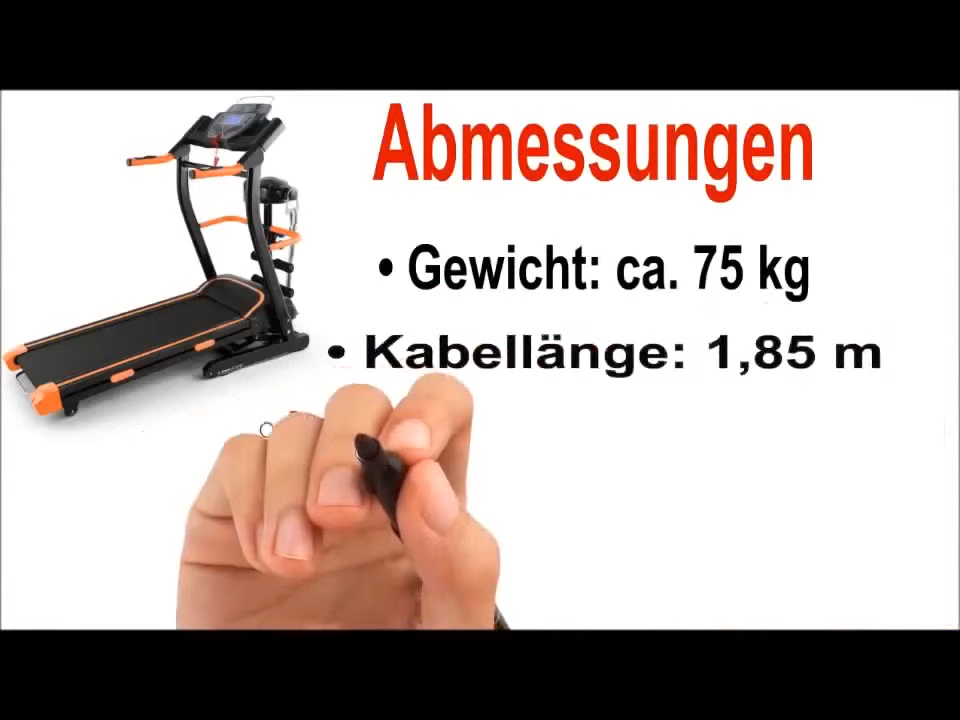 Abmessungen
• Gewicht: ca. 75 kg
• Kabellänge: 1,85 m